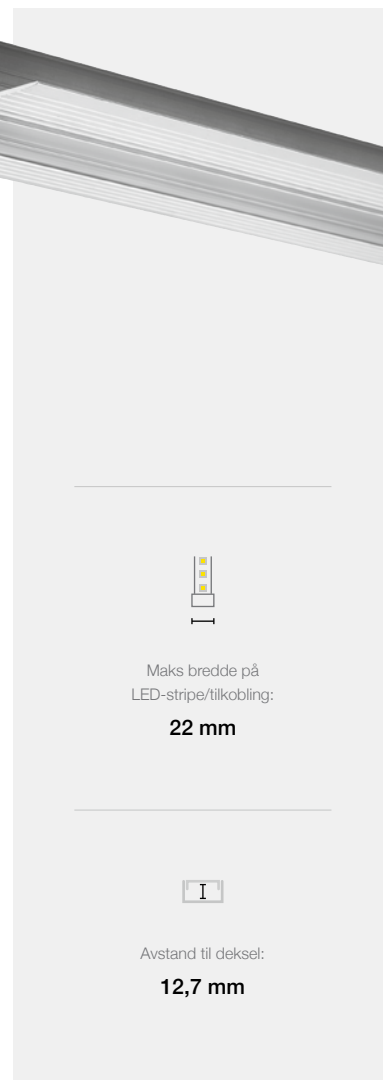 Maks bredde på
LED-stripe/tilkobling:
22 mm
Avstand til deksel:
12,7 mm